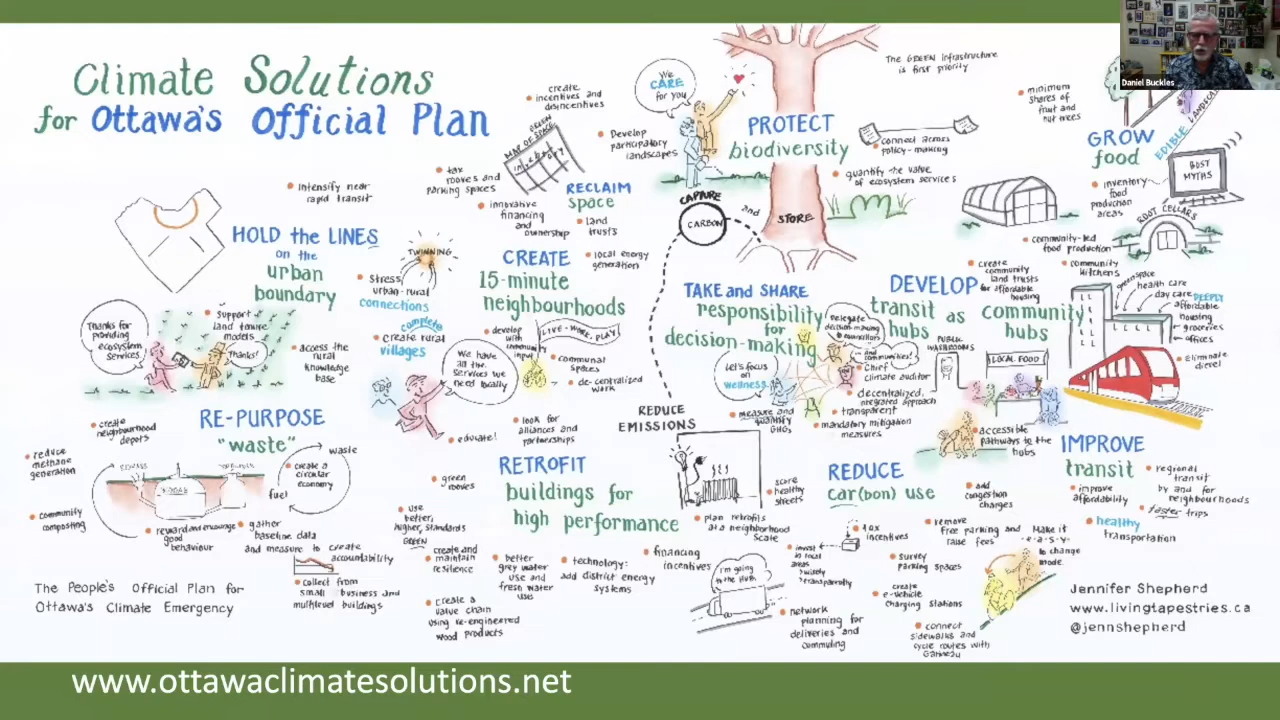 Climate Solutions
for Ottawa's Official Plan
Daniel Buckles
We
CARE
for you
The GREEN infrastructure
is first priority
create
incentives and
disincentives
GREEN
MAP OF SPACE
inventory
Develop
participatory
landscapes
PROTECT
biodiversity
connect across
policy-making
quantify the value
of ecosystem services
minimum
shares of
fruit and
nut trees
GROW
food
EDIBLE
inventory
food
production
areas
BUST
MYTHS
ROOT CELLARS
community-led
food production
community
kitchens
intensify near
rapid transit
tax
rooves and
parking spaces
RECLAIM
space
innovative
financing
and
ownership
land
trusts
CAPTURE
CARBON
and
STORE
HOLD the LINES
on the
urban
boundary
TWINNING
stress
urban-rural
connections
CREATE
15-minute
neighbourhoods
local energy
generation
TAKE and SHARE
responsibility
for
decision-making
DEVELOP
transit as
hubs
community
hubs
create
community
land trusts
for affordable
housing
greenspace
health care
day care
DEEPLY
affordable
housing
groceries
offices
Thanks for
providing
ecosystem
services
support
land tenure
models
Thanks!
access the
rural
knowledge
base
complete
create rural
villages
We have
all the
services we
need locally
develop
with
community
input
LIVE-WORK-PLAY
communal
spaces
de-centralized
work
Delegate
decision-making
to councillors
and communities!
Let's focus
on
wellness
Chief
climate auditor
decentralized,
integrated approach
transparent
mandatory mitigation
measures
measure and
quantify
GHGs
PUBLIC
WASHROOMS
LOCAL FOOD
eliminate
diesel
accessible
pathways to the
hubs
RE-PURPOSE
"waste"
create
neighbourhood
depots
reduce
methane
generation
community
composting
BIOGAS
waste
create a
circular
economy
fuel
reward and encourage
good
behaviour
gather
baseline data
and measure to create
accountability
collect from
small business and
multilevel buildings
educate!
look for
alliances and
partnerships
REDUCE
EMISSIONS
RETROFIT
buildings for
high performance
green
rooves
use
better,
higher, standards
GREEN
create and
maintain
resilience
better
grey water
use and
fresh water
uses
technology:
add district energy
systems
financing
incentives
create a
value chain
using re-engineered
wood products
plan retrofits
at a neighborhood
scale
REDUCE
car(bon) use
score
healthy
streets
invest
in local
areas
wisely
transparently
tax
incentives
remove
free parking and
raise fees
add
congestion
charges
Make it
e-a-s-y
to change
mode
survey
parking spaces
create
e-vehicle
charging stations
I'm going
to the Hub
network
planning for
deliveries and
commuting
connect
sidewalks and
cycle routes with
Gatineau
IMPROVE
transit
improve
affordability
regional
transit
by and for
neighbourhoods
faster trips
healthy
transportation
The People's Official Plan for
Ottawa's Climate Emergency
Jennifer Shepherd
www.livingtapestries.ca
@jennshepherd
www.ottawaclimatesolutions.net